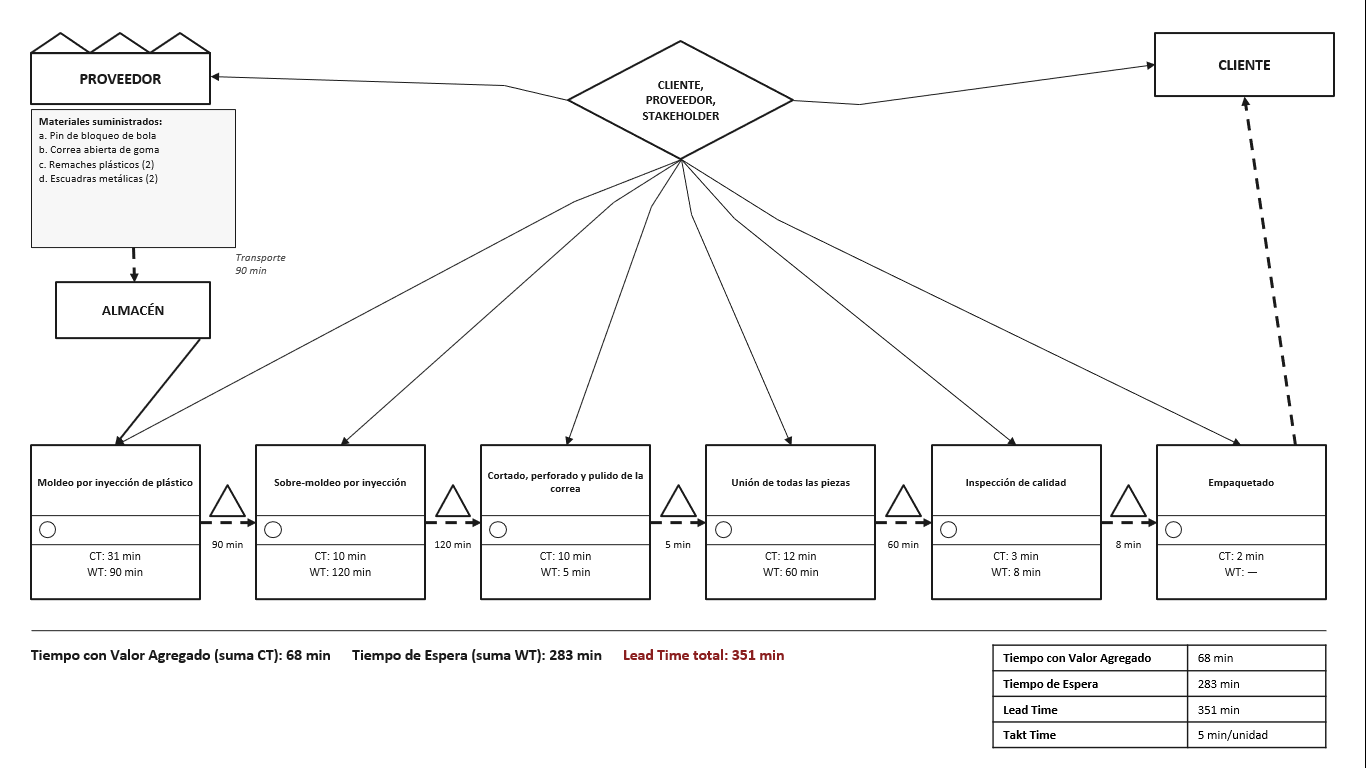 PROVEEDOR
CLIENTE,
PROVEEDOR,
STAKEHOLDER
CLIENTE
Materiales suministrados:
a. Pin de bloqueo de bola
b. Correa abierta de goma
c. Remaches plásticos (2)
d. Escuadras metálicas (2)
Transporte
90 min
ALMACÉN
Moldeo por inyección de plástico
CT: 31 min
WT: 90 min
90 min
Sobre-moldeo por inyección
CT: 10 min
WT: 120 min
120 min
Cortado, perforado y pulido de la
correa
CT: 10 min
WT: 5 min
5 min
Unión de todas las piezas
CT: 12 min
WT: 60 min
60 min
Inspección de calidad
CT: 3 min
WT: 8 min
8 min
Empaquetado
CT: 2 min
WT: —
Tiempo con Valor Agregado (suma CT): 68 min Tiempo de Espera (suma WT): 283 min Lead Time total: 351 min
Tiempo con Valor Agregado 68 min
Tiempo de Espera 283 min
Lead Time 351 min
Takt Time 5 min/unidad